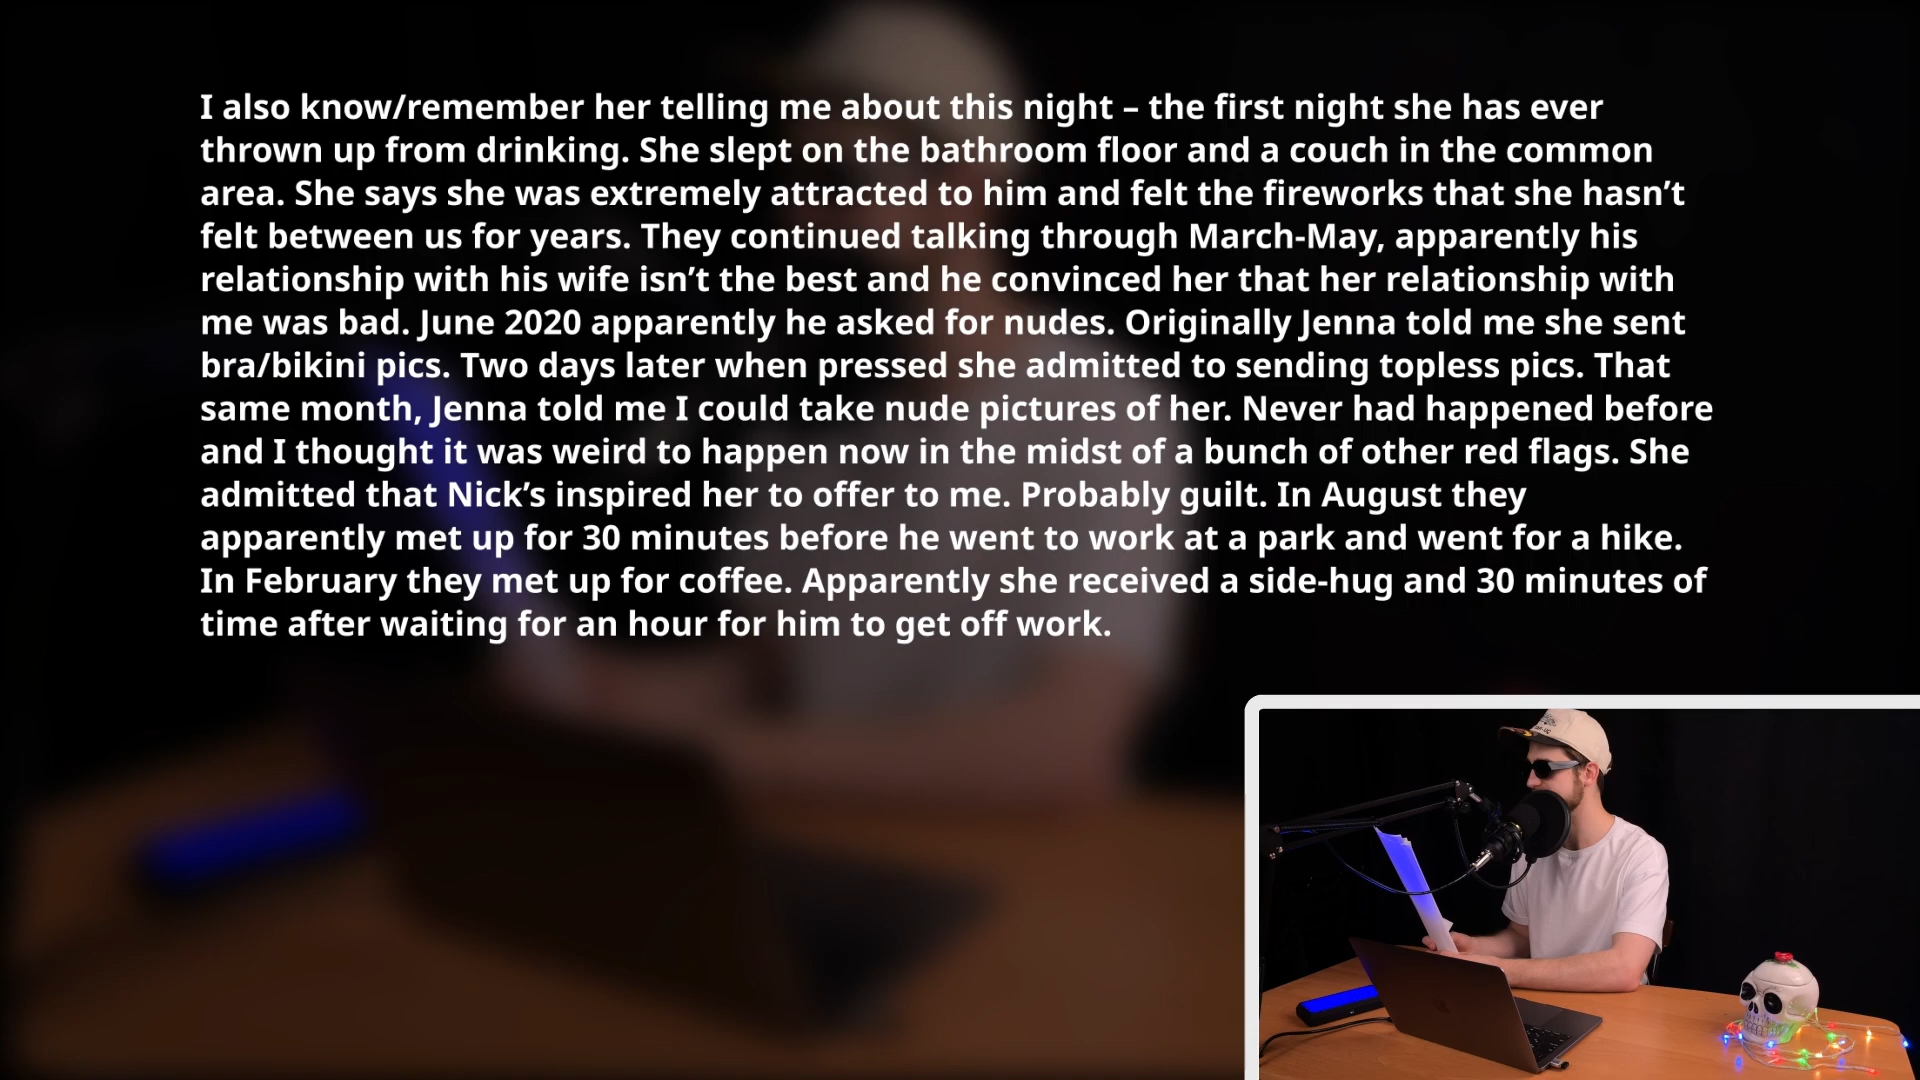 I also know/remember her telling me about this night – the first night she has ever
thrown up from drinking. She slept on the bathroom floor and a couch in the common
area. She says she was extremely attracted to him and felt the fireworks that she hasn’t
felt between us for years. They continued talking through March-May, apparently his
relationship with his wife isn’t the best and he convinced her that her relationship with
me was bad. June 2020 apparently he asked for nudes. Originally Jenna told me she sent
bra/bikini pics. Two days later when pressed she admitted to sending topless pics. That
same month, Jenna told me I could take nude pictures of her. Never had happened before
and I thought it was weird to happen now in the midst of a bunch of other red flags. She
admitted that Nick’s inspired her to offer to me. Probably guilt. In August they
apparently met up for 30 minutes before he went to work at a park and went for a hike.
In February they met up for coffee. Apparently she received a side-hug and 30 minutes of
time after waiting for an hour for him to get off work.